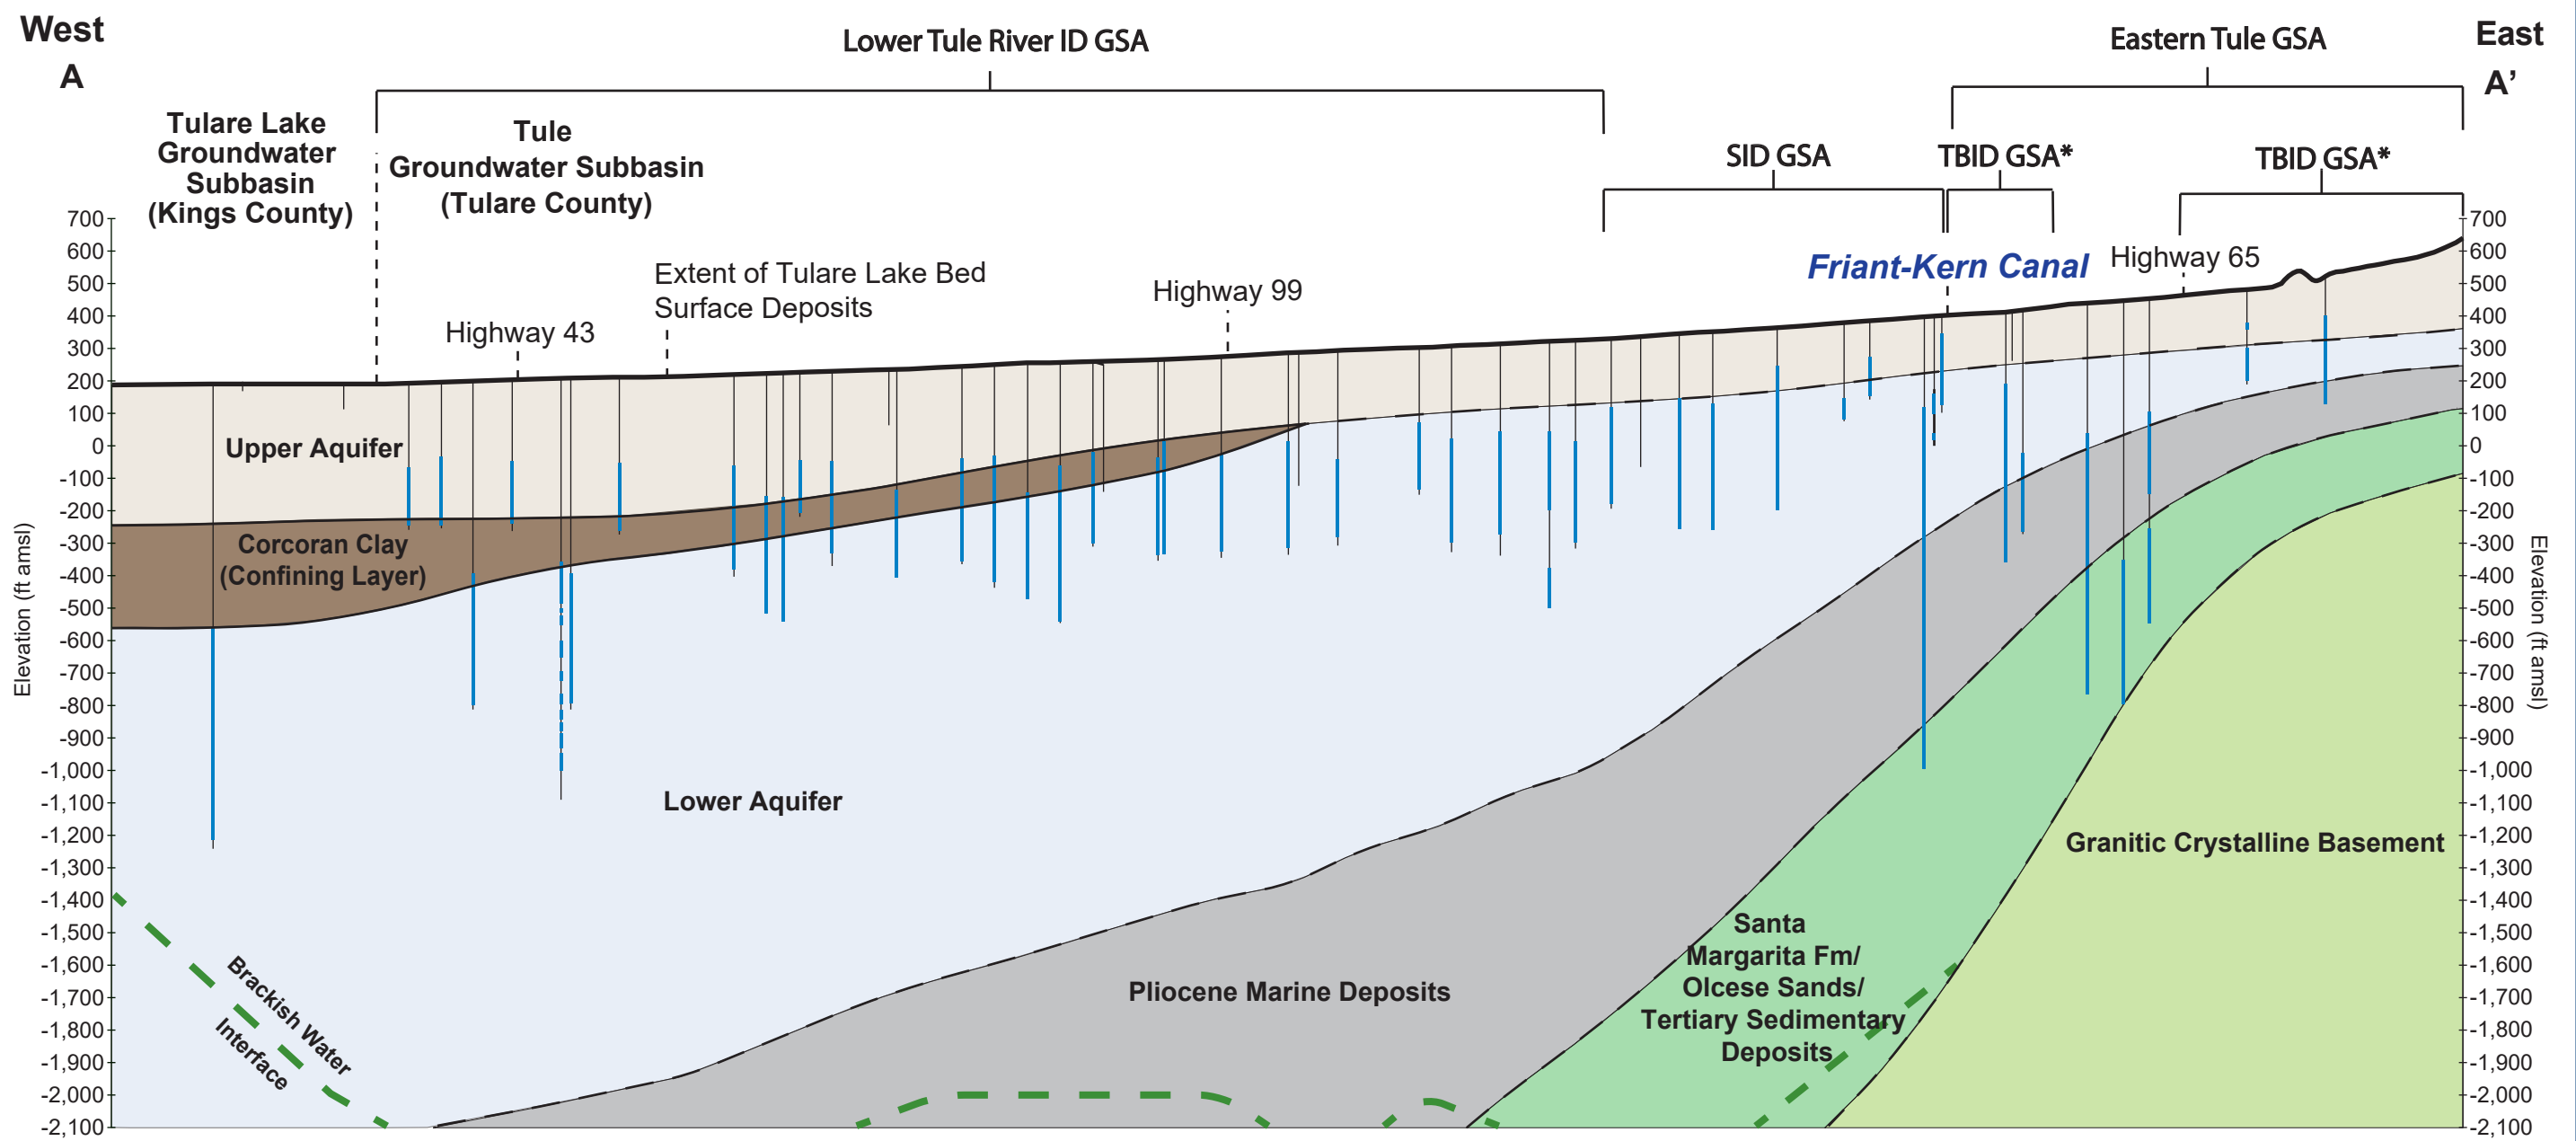 West
A
East
A’
Lower Tule River ID GSA
Eastern Tule GSA
Tulare Lake
Groundwater
Subbasin
(Kings County)
Tule
Groundwater Subbasin
(Tulare County)
SID GSA
TBID GSA*
TBID GSA*
Highway 43
Extent of Tulare Lake Bed
Surface Deposits
Highway 99
Friant-Kern Canal
Highway 65
700
600
500
400
300
200
100
0
-100
-200
-300
-400
-500
-600
-700
-800
-900
-1,000
-1,100
-1,200
-1,300
-1,400
-1,500
-1,600
-1,700
-1,800
-1,900
-2,000
-2,100
Elevation (ft amsl)
Upper Aquifer
Corcoran Clay
(Confining Layer)
Lower Aquifer
Brackish Water
Interface
Pliocene Marine Deposits
Santa
Margarita Fm/
Olcese Sands/
Tertiary Sedimentary
Deposits
Granitic Crystalline Basement
700
600
500
400
300
200
100
0
-100
-200
-300
-400
-500
-600
-700
-800
-900
-1,000
-1,100
-1,200
-1,300
-1,400
-1,500
-1,600
-1,700
-1,800
-1,900
-2,000
-2,100
Elevation (ft amsl)